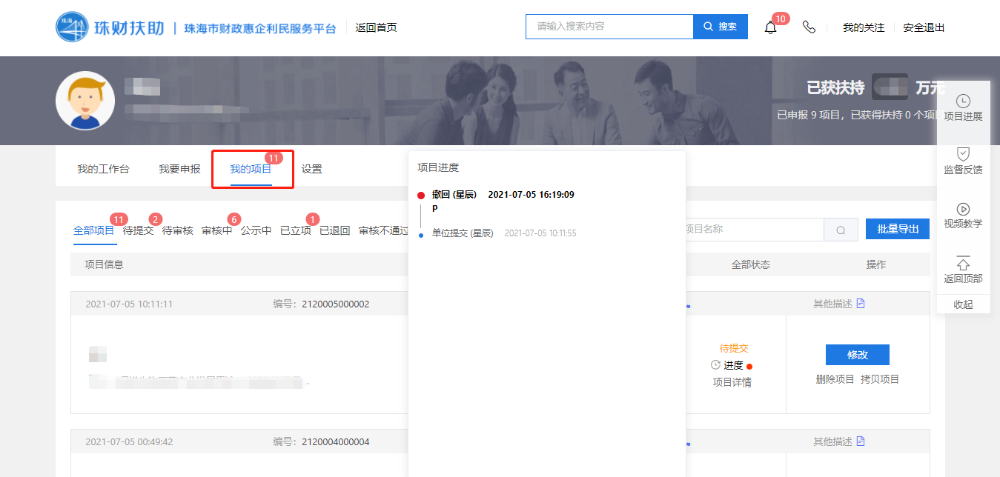 珠海
珠财扶助 | 珠海市财政惠企利民服务平台 返回首页
请输入搜索内容 搜索 10 我的关注 安全退出
已获扶持 万元
已申报 9 项目，已获得扶持 0 个项目
项目进展
监督反馈
视频教学
返回顶部
收起
我的工作台 我要申报 我的项目 11 设置
项目进度
撤回 (星辰) 2021-07-05 16:19:09
p
单位提交 (星辰) 2021-07-05 10:11:55
全部项目 11 待提交 2 待审核 审核中 6 公示中 已立项 1 已退回 审核不通过
项目名称 批量导出
项目信息 全部状态 操作
2021-07-05 10:11:11 编号： 2120005000002 其他描述
待提交
进度
项目详情
修改
删除项目 拷贝项目
2021-07-05 00:49:42 编号： 2120004000004 其他描述